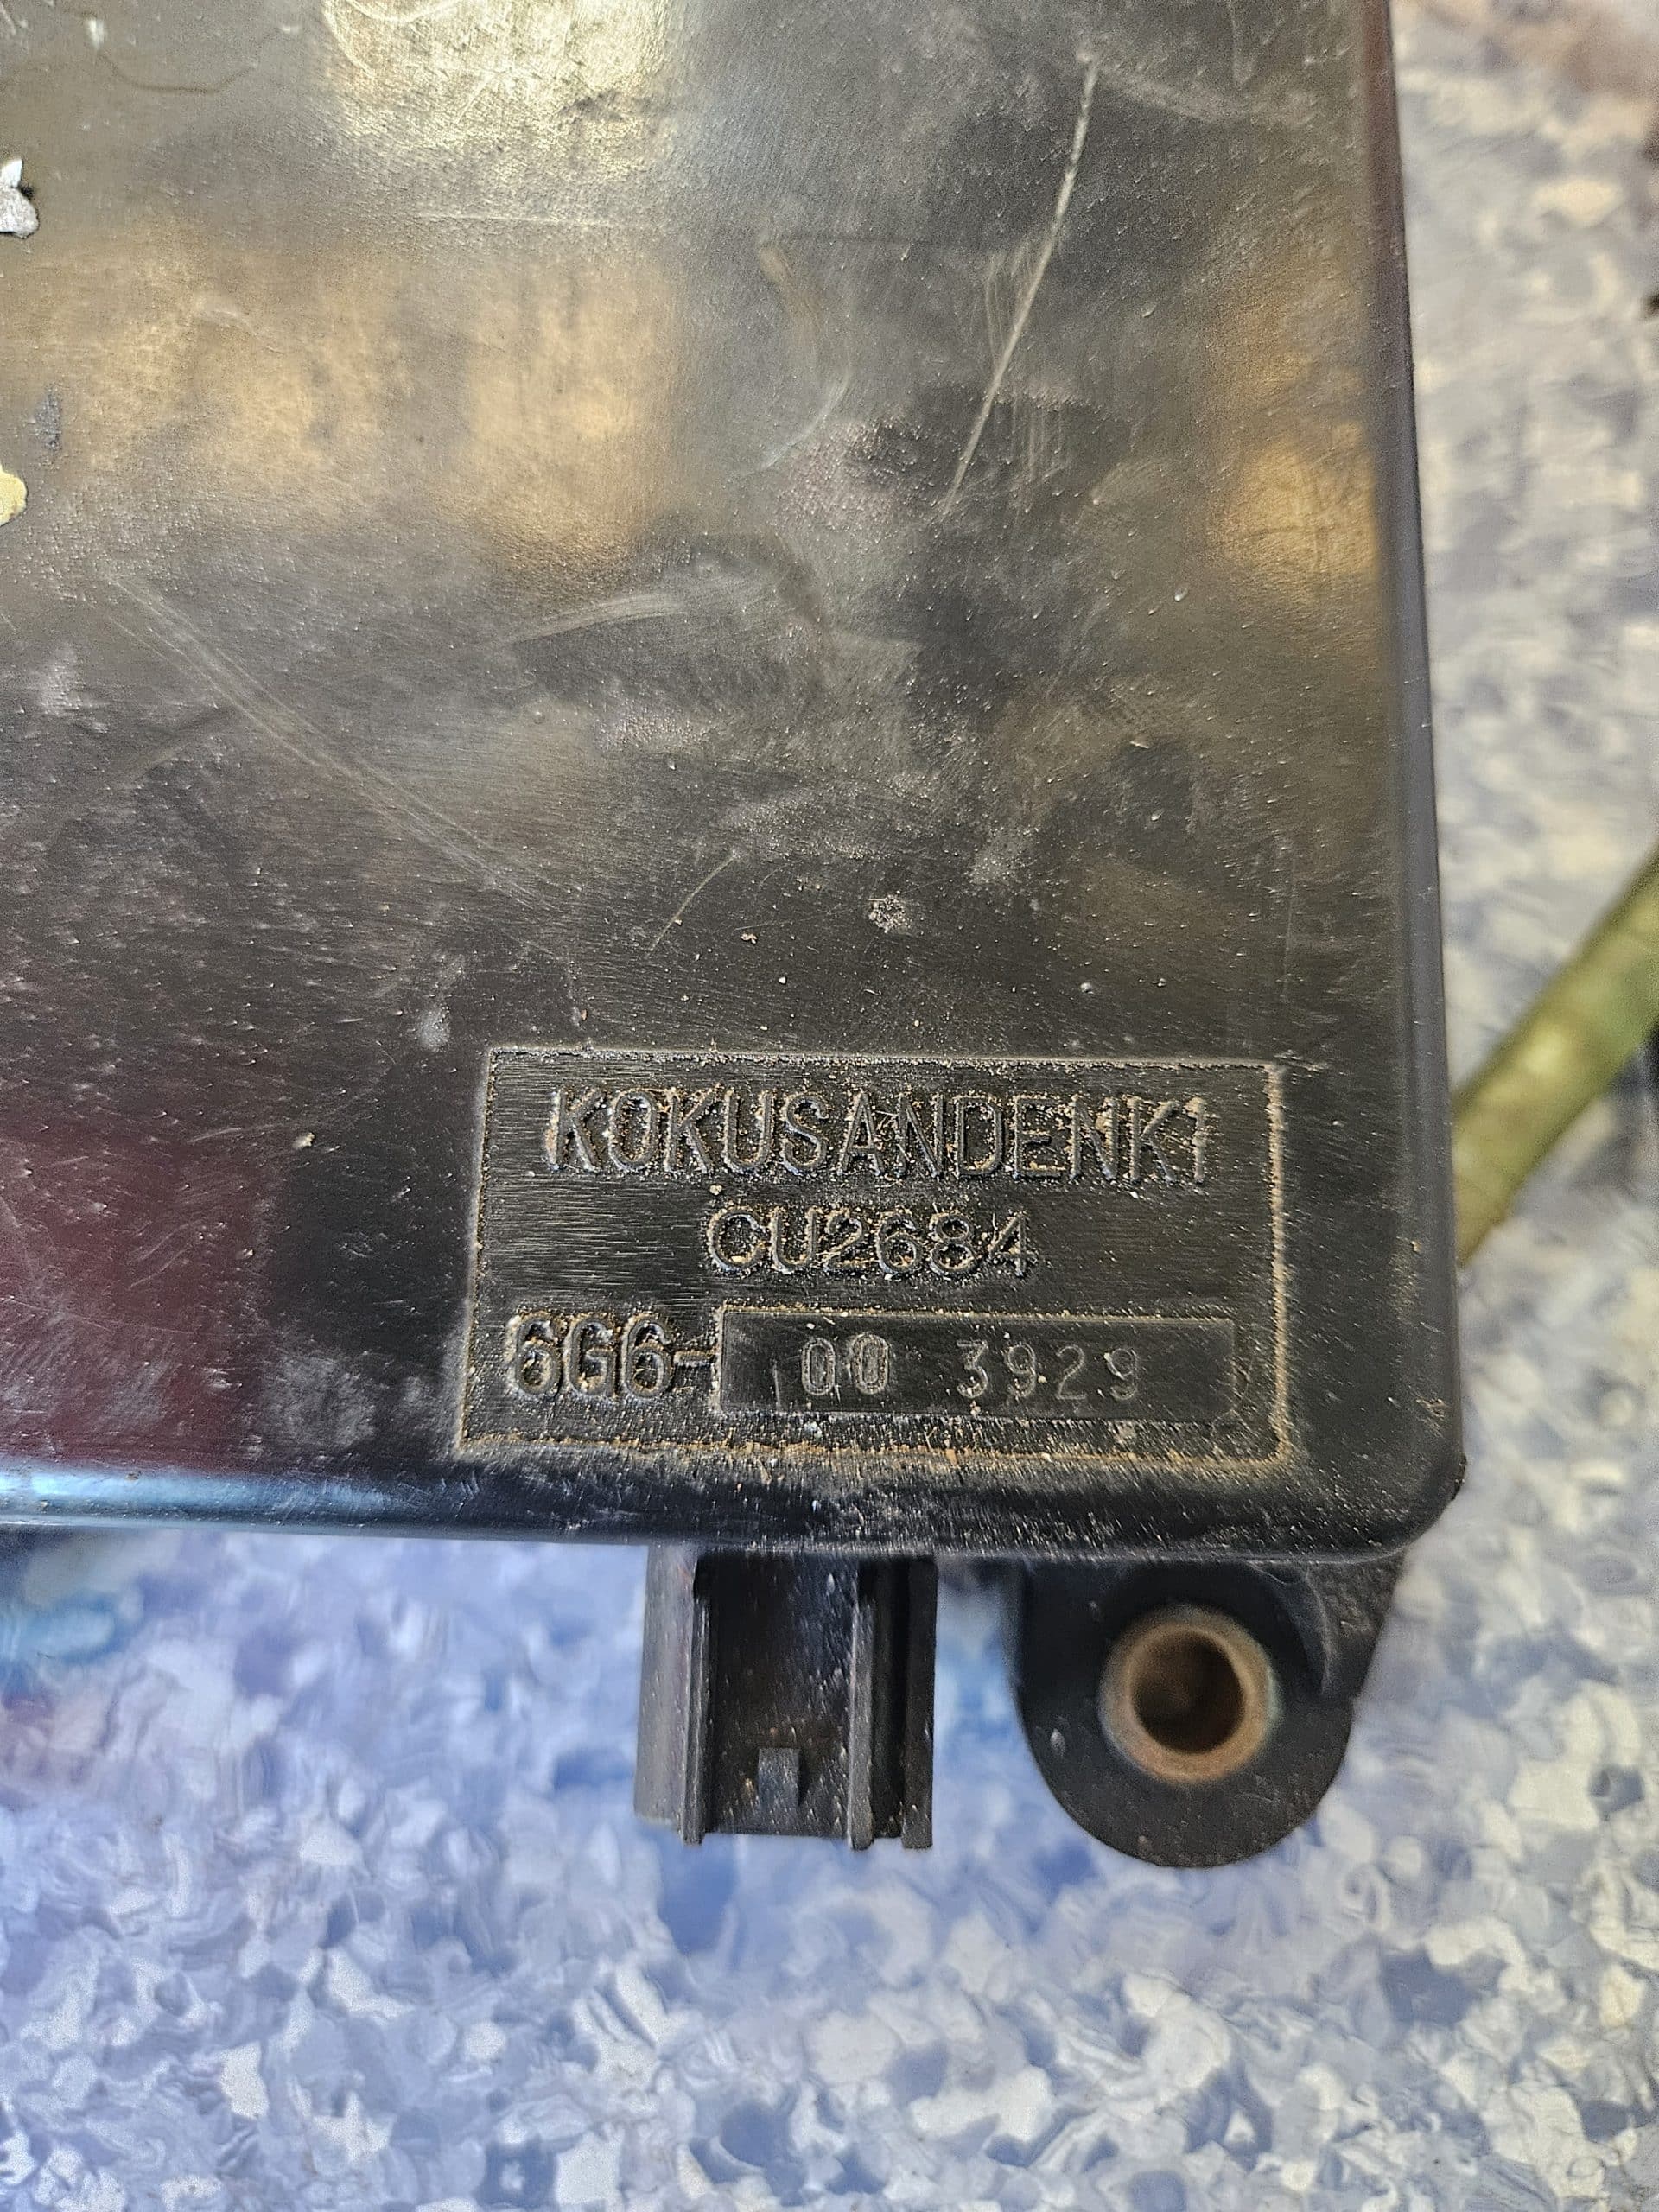 KOKUSANDENKI
CU2684
6G6- 00 3929